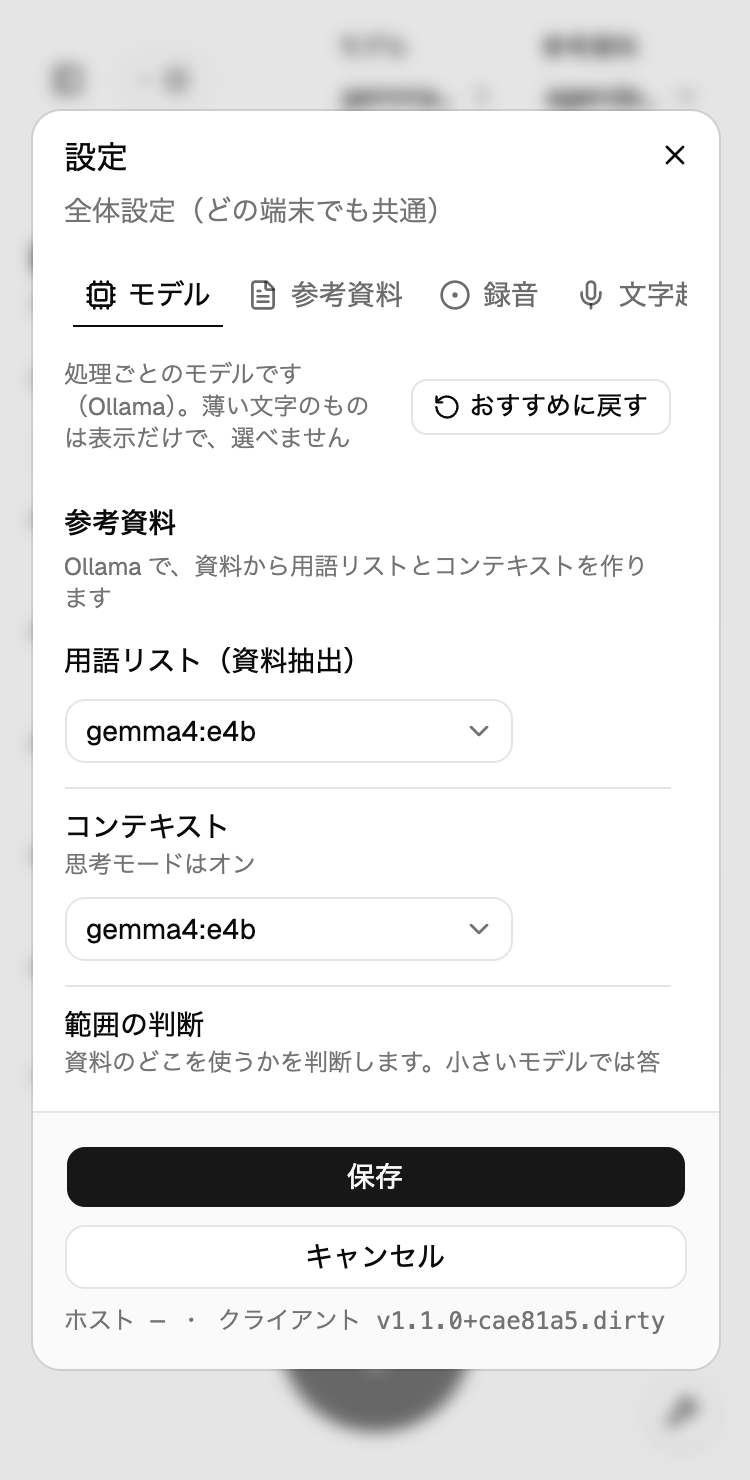 設定
全体設定（どの端末でも共通）
モデル 参考資料 録音 文字起
処理ごとのモデルです
（Ollama）。薄い文字のもの
は表示だけで、選べません
おすすめに戻す
参考資料
Ollama で、資料から用語リストとコンテキストを作り
ます
用語リスト（資料抽出）
gemma4:e4b
コンテキスト
思考モードはオン
gemma4:e4b
範囲の判断
資料のどこを使うかを判断します。小さいモデルでは答
保存
キャンセル
ホスト — · クライアント v1.1.0+cae81a5.dirty